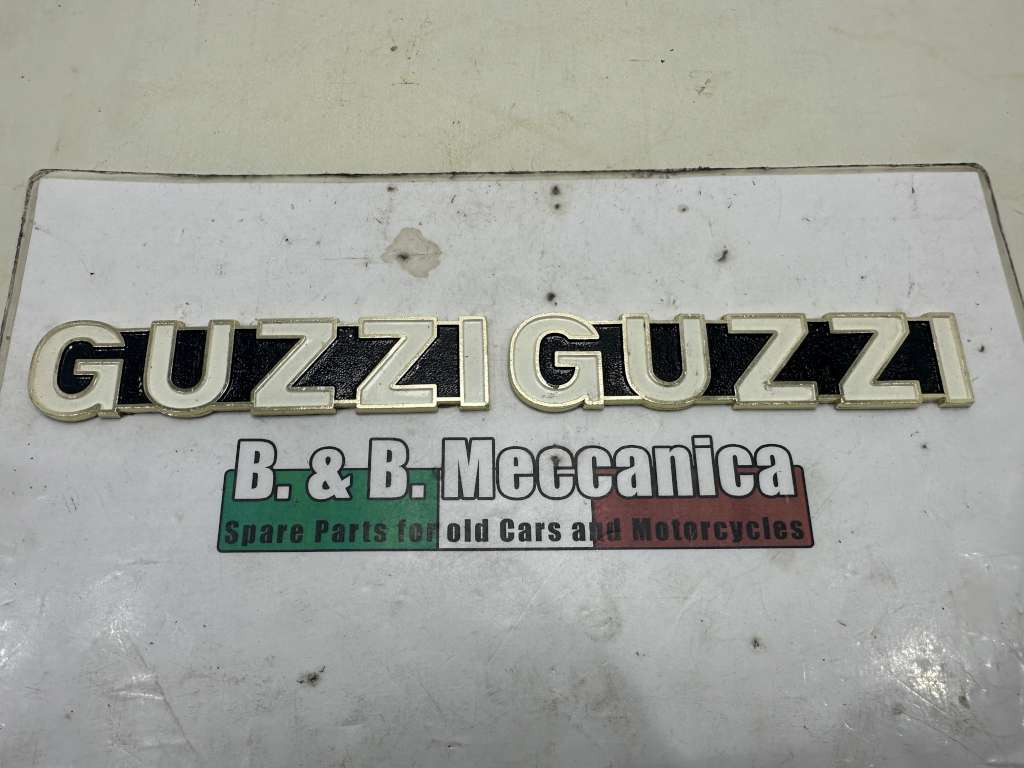 GUZZI GUZZI
B. & B. Meccanica
Spare Parts for old Cars and Motorcycles